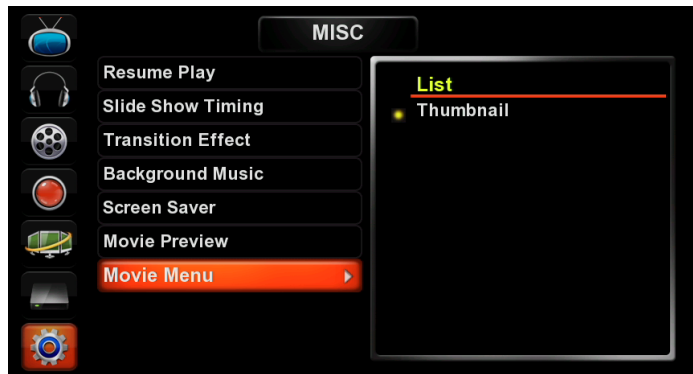 MISC
Resume Play
Slide Show Timing
Transition Effect
Background Music
Screen Saver
Movie Preview
Movie Menu
List
Thumbnail